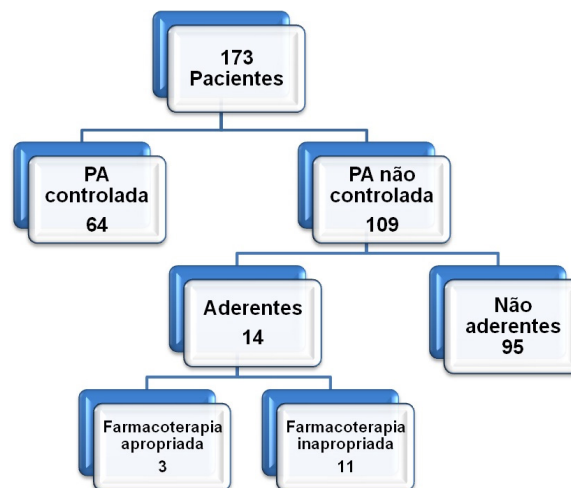 173
Pacientes
PA
controlada
64
PA não
controlada
109
Aderentes
14
Não
aderentes
95
Farmacoterapia
apropriada
3
Farmacoterapia
inapropriada
11